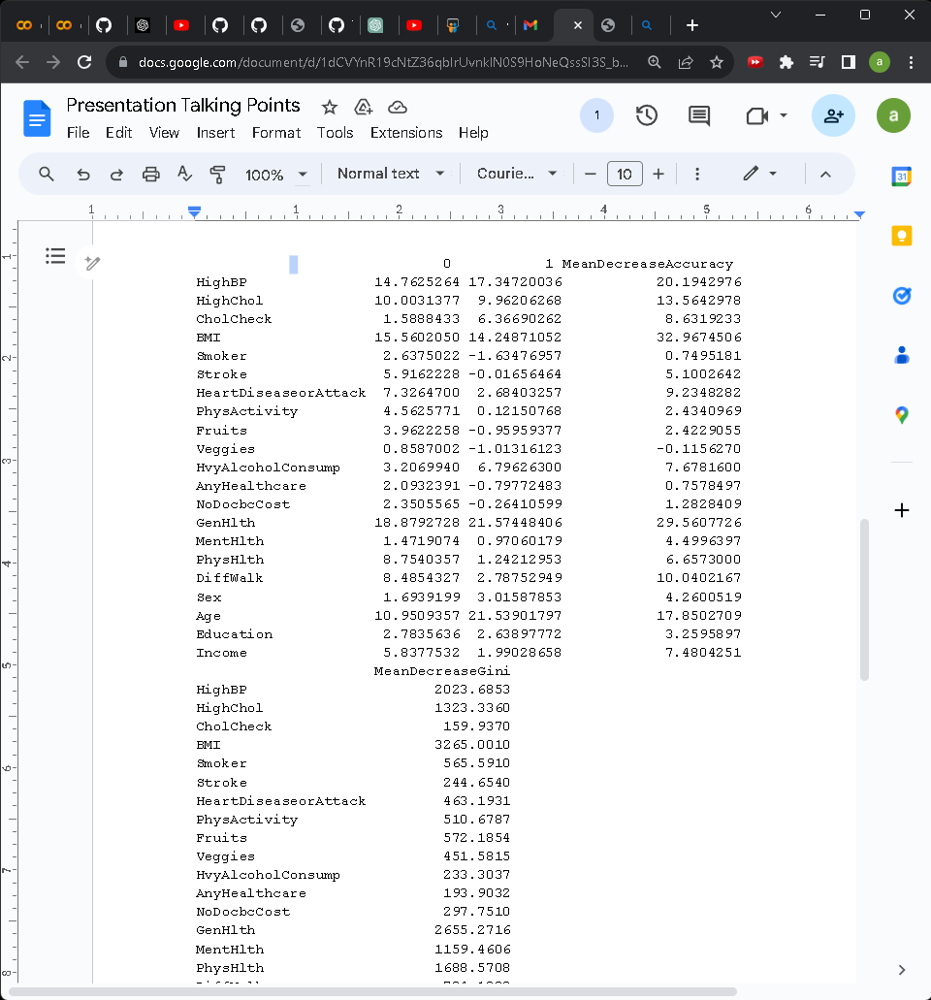 docs.google.com/document/d/1dCVYnR19cNtZ36qbIrUvnkIN0S9HoNeQssSI3S_b...
Presentation Talking Points
File Edit View Insert Format Tools Extensions Help
1
a
100% Normal text Courie... 10
1 1 2 3 4 5 6
0 1 MeanDecreaseAccuracy
HighBP 14.7625264 17.34720036 20.1942976
HighChol 10.0031377 9.96206268 13.5642978
CholCheck 1.5888433 6.36690262 8.6319233
BMI 15.5602050 14.24871052 32.9674506
Smoker 2.6375022 -1.63476957 0.7495181
Stroke 5.9162228 -0.01656464 5.1002642
HeartDiseaseorAttack 7.3264700 2.68403257 9.2348282
PhysActivity 4.5625771 0.12150768 2.4340969
Fruits 3.9622258 -0.95959377 2.4229055
Veggies 0.8587002 -1.01316123 -0.1156270
HvyAlcoholConsump 3.2069940 6.79626300 7.6781600
AnyHealthcare 2.0932391 -0.79772483 0.7578497
NoDocbcCost 2.3505565 -0.26410599 1.2828409
GenHlth 18.8792728 21.57448406 29.5607726
MentHlth 1.4719074 0.97060179 4.4996397
PhysHlth 8.7540357 1.24212953 6.6573000
DiffWalk 8.4854327 2.78752949 10.0402167
Sex 1.6939199 3.01587853 4.2600519
Age 10.9509357 21.53901797 17.8502709
Education 2.7835636 2.63897772 3.2595897
Income 5.8377532 1.99028658 7.4804251
MeanDecreaseGini
HighBP 2023.6853
HighChol 1323.3360
CholCheck 159.9370
BMI 3265.0010
Smoker 565.5910
Stroke 244.6540
HeartDiseaseorAttack 463.1931
PhysActivity 510.6787
Fruits 572.1854
Veggies 451.5815
HvyAlcoholConsump 233.3037
AnyHealthcare 193.9032
NoDocbcCost 297.7510
GenHlth 2655.2716
MentHlth 1159.4606
PhysHlth 1688.5708